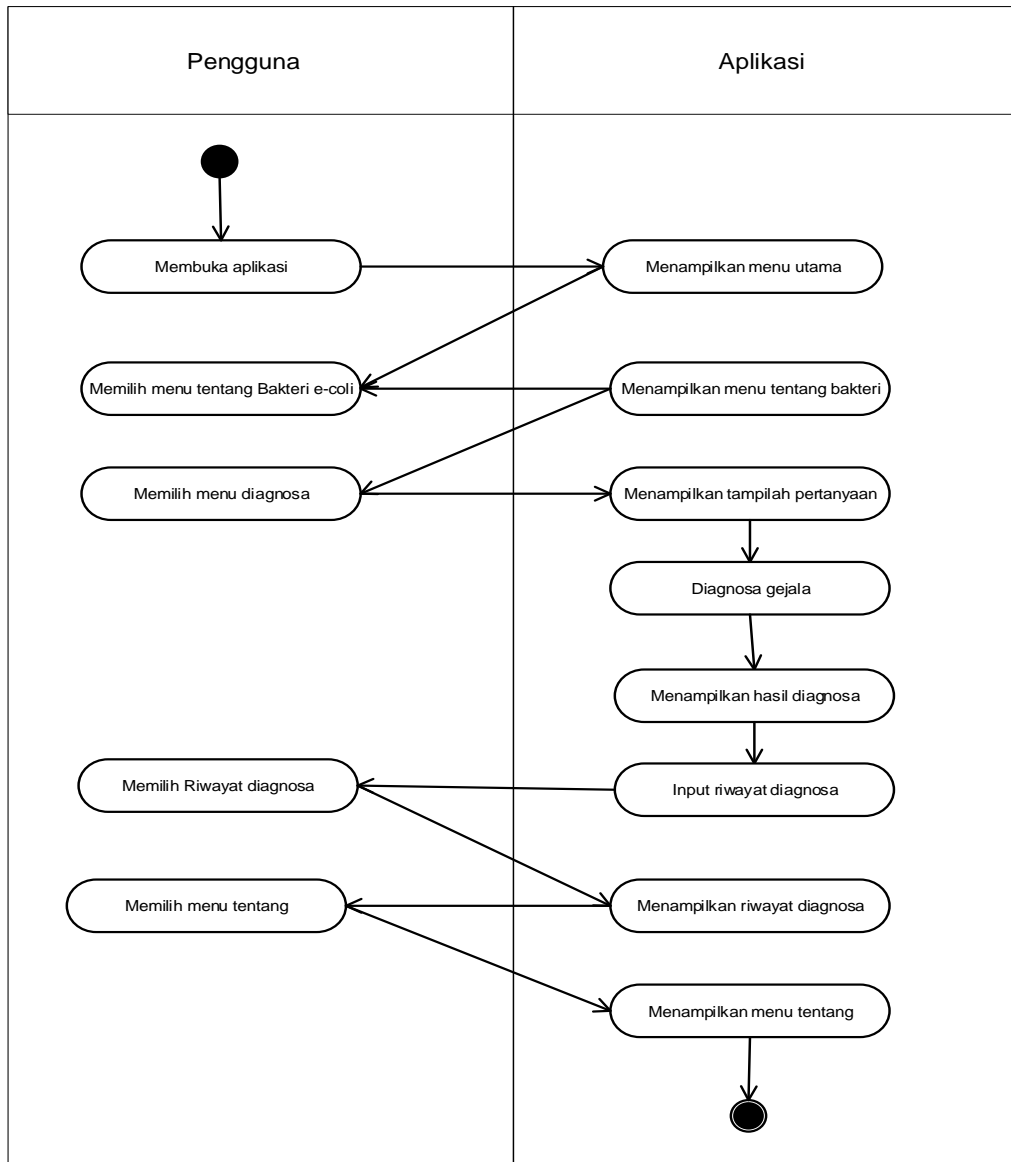 Pengguna
Aplikasi
Membuka aplikasi
Menampilkan menu utama
Memilih menu tentang Bakteri e-coli
Menampilkan menu tentang bakteri
Memilih menu diagnosa
Menampilkan tampilah pertanyaan
Diagnosa gejala
Menampilkan hasil diagnosa
Memilih Riwayat diagnosa
Input riwayat diagnosa
Memilih menu tentang
Menampilkan riwayat diagnosa
Menampilkan menu tentang